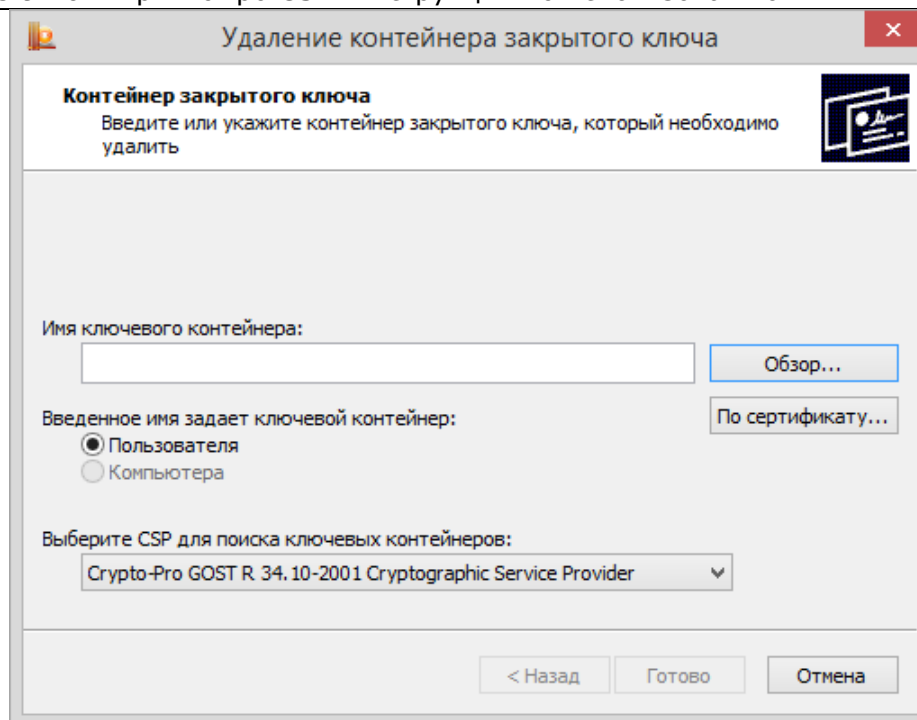 Удаление контейнера закрытого ключа
Контейнер закрытого ключа
Введите или укажите контейнер закрытого ключа, который необходимо
удалить
Имя ключевого контейнера:
Обзор...
Введенное имя задает ключевой контейнер:
По сертификату...
Пользователя
Компьютера
Выберите CSP для поиска ключевых контейнеров:
Crypto-Pro GOST R 34.10-2001 Cryptographic Service Provider
< Назад
Готово
Отмена